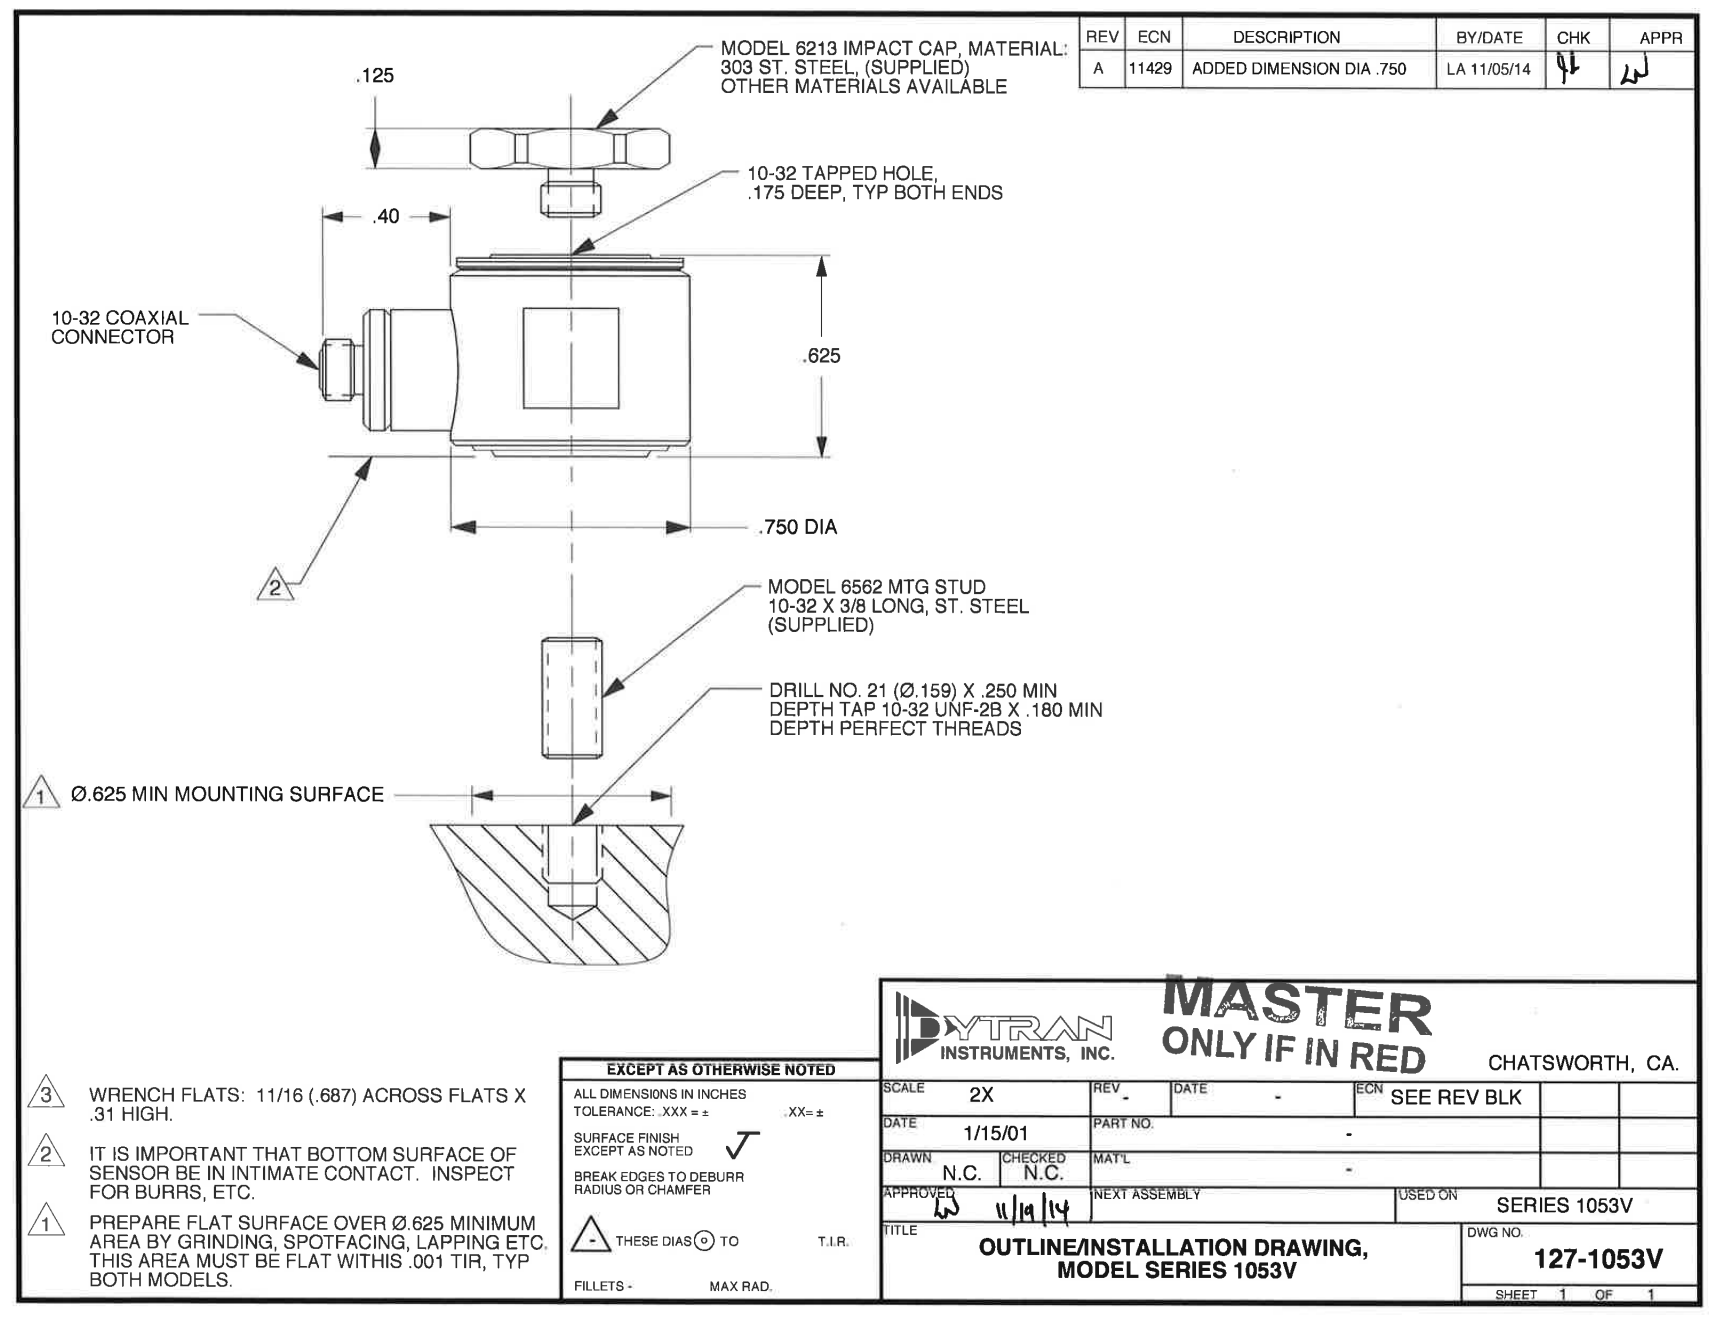 REV ECN DESCRIPTION BY/DATE CHK APPR
A 11429 ADDED DIMENSION DIA .750 LA 11/05/14
MODEL 6213 IMPACT CAP, MATERIAL:
303 ST. STEEL, (SUPPLIED)
OTHER MATERIALS AVAILABLE
.125
10-32 TAPPED HOLE,
.175 DEEP, TYP BOTH ENDS
.40
10-32 COAXIAL
CONNECTOR
.625
.750 DIA
2
MODEL 6562 MTG STUD
10-32 X 3/8 LONG, ST. STEEL
(SUPPLIED)
DRILL NO. 21 (Ø.159) X .250 MIN
DEPTH TAP 10-32 UNF-2B X .180 MIN
DEPTH PERFECT THREADS
1 Ø.625 MIN MOUNTING SURFACE
3 WRENCH FLATS: 11/16 (.687) ACROSS FLATS X
.31 HIGH.
2 IT IS IMPORTANT THAT BOTTOM SURFACE OF
SENSOR BE IN INTIMATE CONTACT. INSPECT
FOR BURRS, ETC.
1 PREPARE FLAT SURFACE OVER Ø.625 MINIMUM
AREA BY GRINDING, SPOTFACING, LAPPING ETC.
THIS AREA MUST BE FLAT WITHIS .001 TIR, TYP
BOTH MODELS.
EXCEPT AS OTHERWISE NOTED
ALL DIMENSIONS IN INCHES
TOLERANCE: .XXX = ± .XX= ±
SURFACE FINISH
EXCEPT AS NOTED
BREAK EDGES TO DEBURR
RADIUS OR CHAMFER
- THESE DIAS TO T.I.R.
FILLETS - MAX RAD.
DYTRAN
INSTRUMENTS, INC.
MASTER
ONLY IF IN RED
CHATSWORTH, CA.
SCALE 2X REV - DATE - ECN SEE REV BLK
DATE 1/15/01 PART NO. -
DRAWN N.C. CHECKED N.C. MAT'L -
APPROVED 11/19/14 NEXT ASSEMBLY USED ON SERIES 1053V
TITLE
OUTLINE/INSTALLATION DRAWING,
MODEL SERIES 1053V
DWG NO.
127-1053V
SHEET 1 OF 1